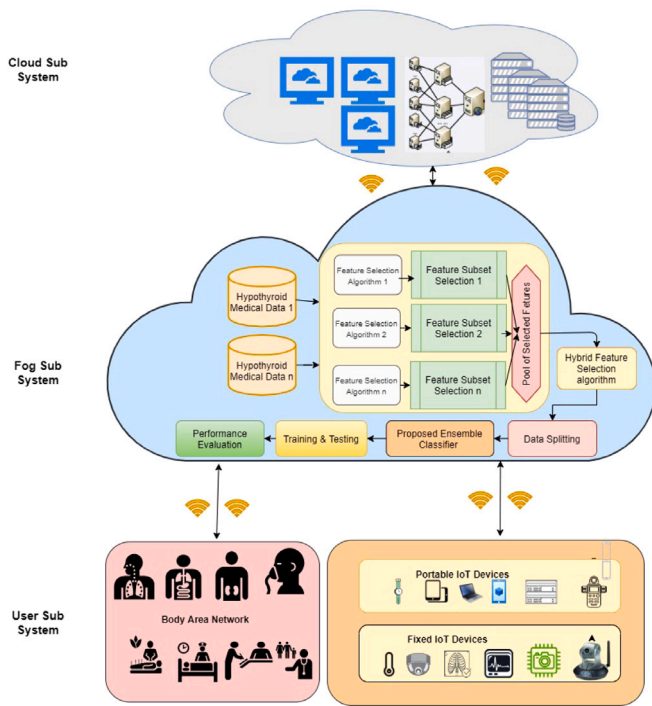 Cloud Sub
System
Feature Selection
Algorithm 1
Feature Subset
Selection 1
Hypothyroid
Medical Data 1
Feature Selection
Algorithm 2
Feature Subset
Selection 2
Pool of Selected Fetures
Hybrid Feature
Selection
algorithm
Fog Sub
System
Hypothyroid
Medical Data n
Feature Selection
Algorithm n
Feature Subset
Selection n
Performance
Evaluation
Training & Testing
Proposed Ensemble
Classifier
Data Splitting
Portable IoT Devices
Body Area Network
User Sub
System
Fixed IoT Devices